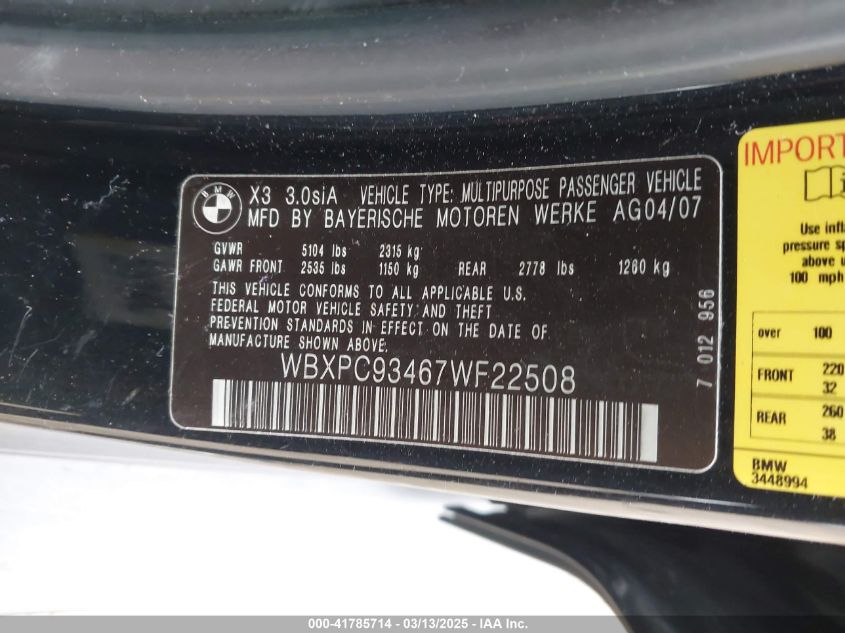 BMW
X3 3.0siA VEHICLE TYPE: MULTIPURPOSE PASSENGER VEHICLE
MFD BY BAYERISCHE MOTOREN WERKE AG04/07
GVWR 5104 lbs 2315 kg
GAWR FRONT 2535 lbs 1150 kg REAR 2778 lbs 1260 kg
THIS VEHICLE CONFORMS TO ALL APPLICABLE U.S.
FEDERAL MOTOR VEHICLE SAFETY AND THEFT
PREVENTION STANDARDS IN EFFECT ON THE DATE OF
MANUFACTURE SHOWN ABOVE.
WBXPC93467WF22508
7 012 956
IMPORT
Use infl
pressure sp
above u
100 mph
over 100
FRONT 220
32
REAR 260
38
BMW
3448994
000-41785714 - 03/13/2025 - IAA Inc.